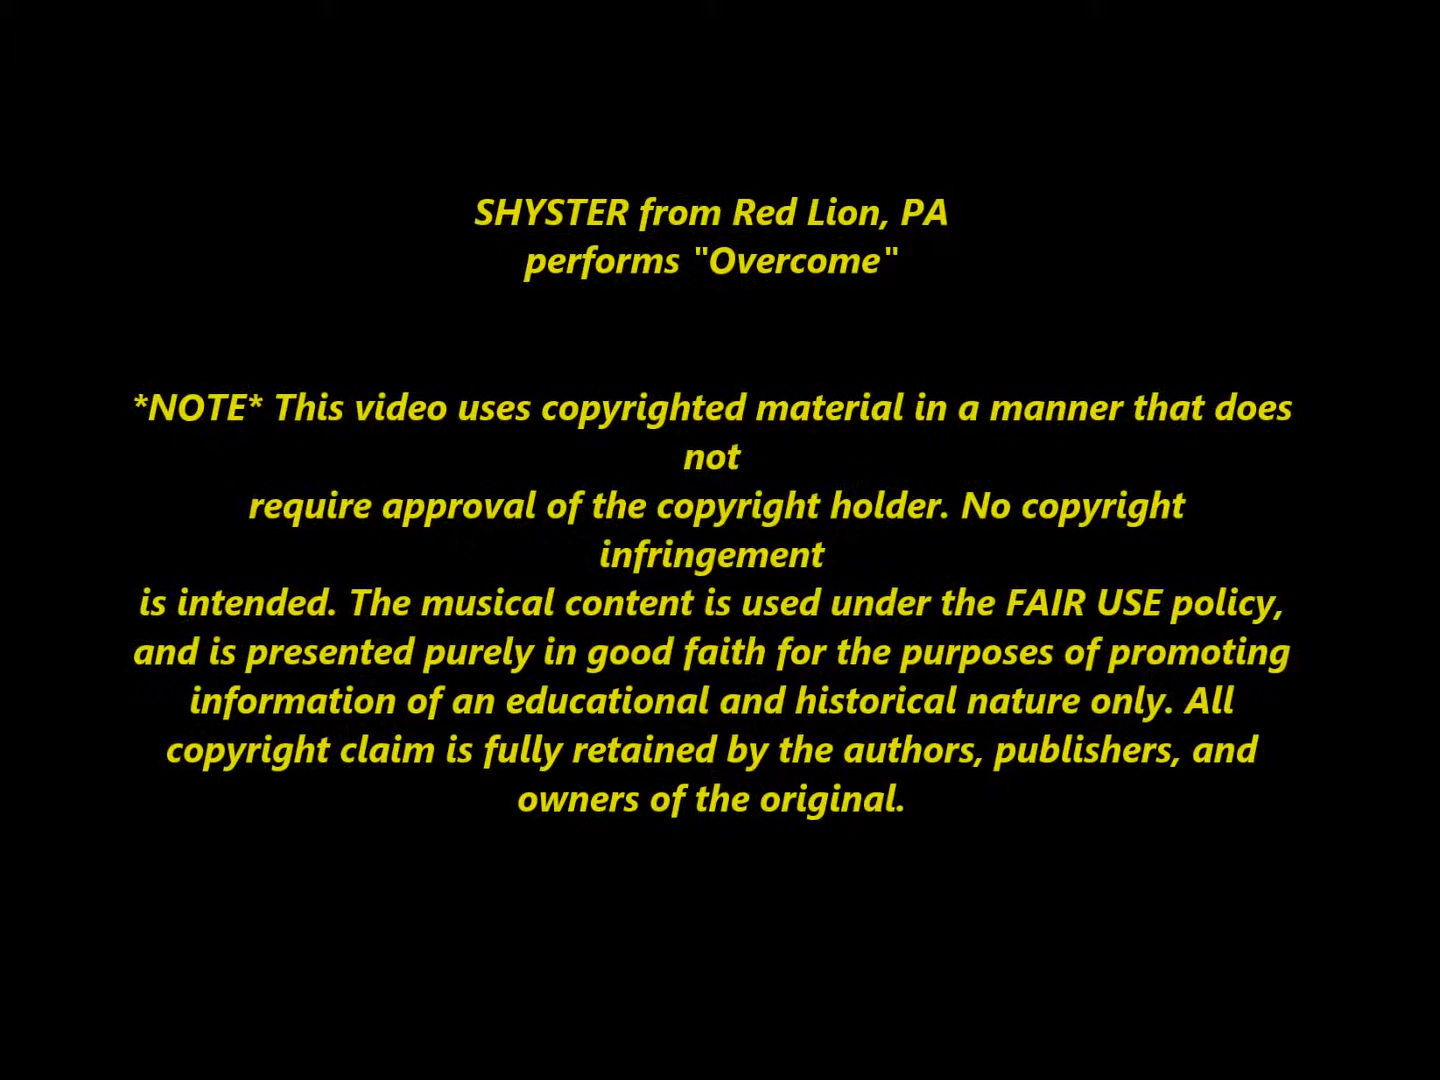 SHYSTER from Red Lion, PA
performs "Overcome"
*NOTE* This video uses copyrighted material in a manner that does
not
require approval of the copyright holder. No copyright
infringement
is intended. The musical content is used under the FAIR USE policy,
and is presented purely in good faith for the purposes of promoting
information of an educational and historical nature only. All
copyright claim is fully retained by the authors, publishers, and
owners of the original.